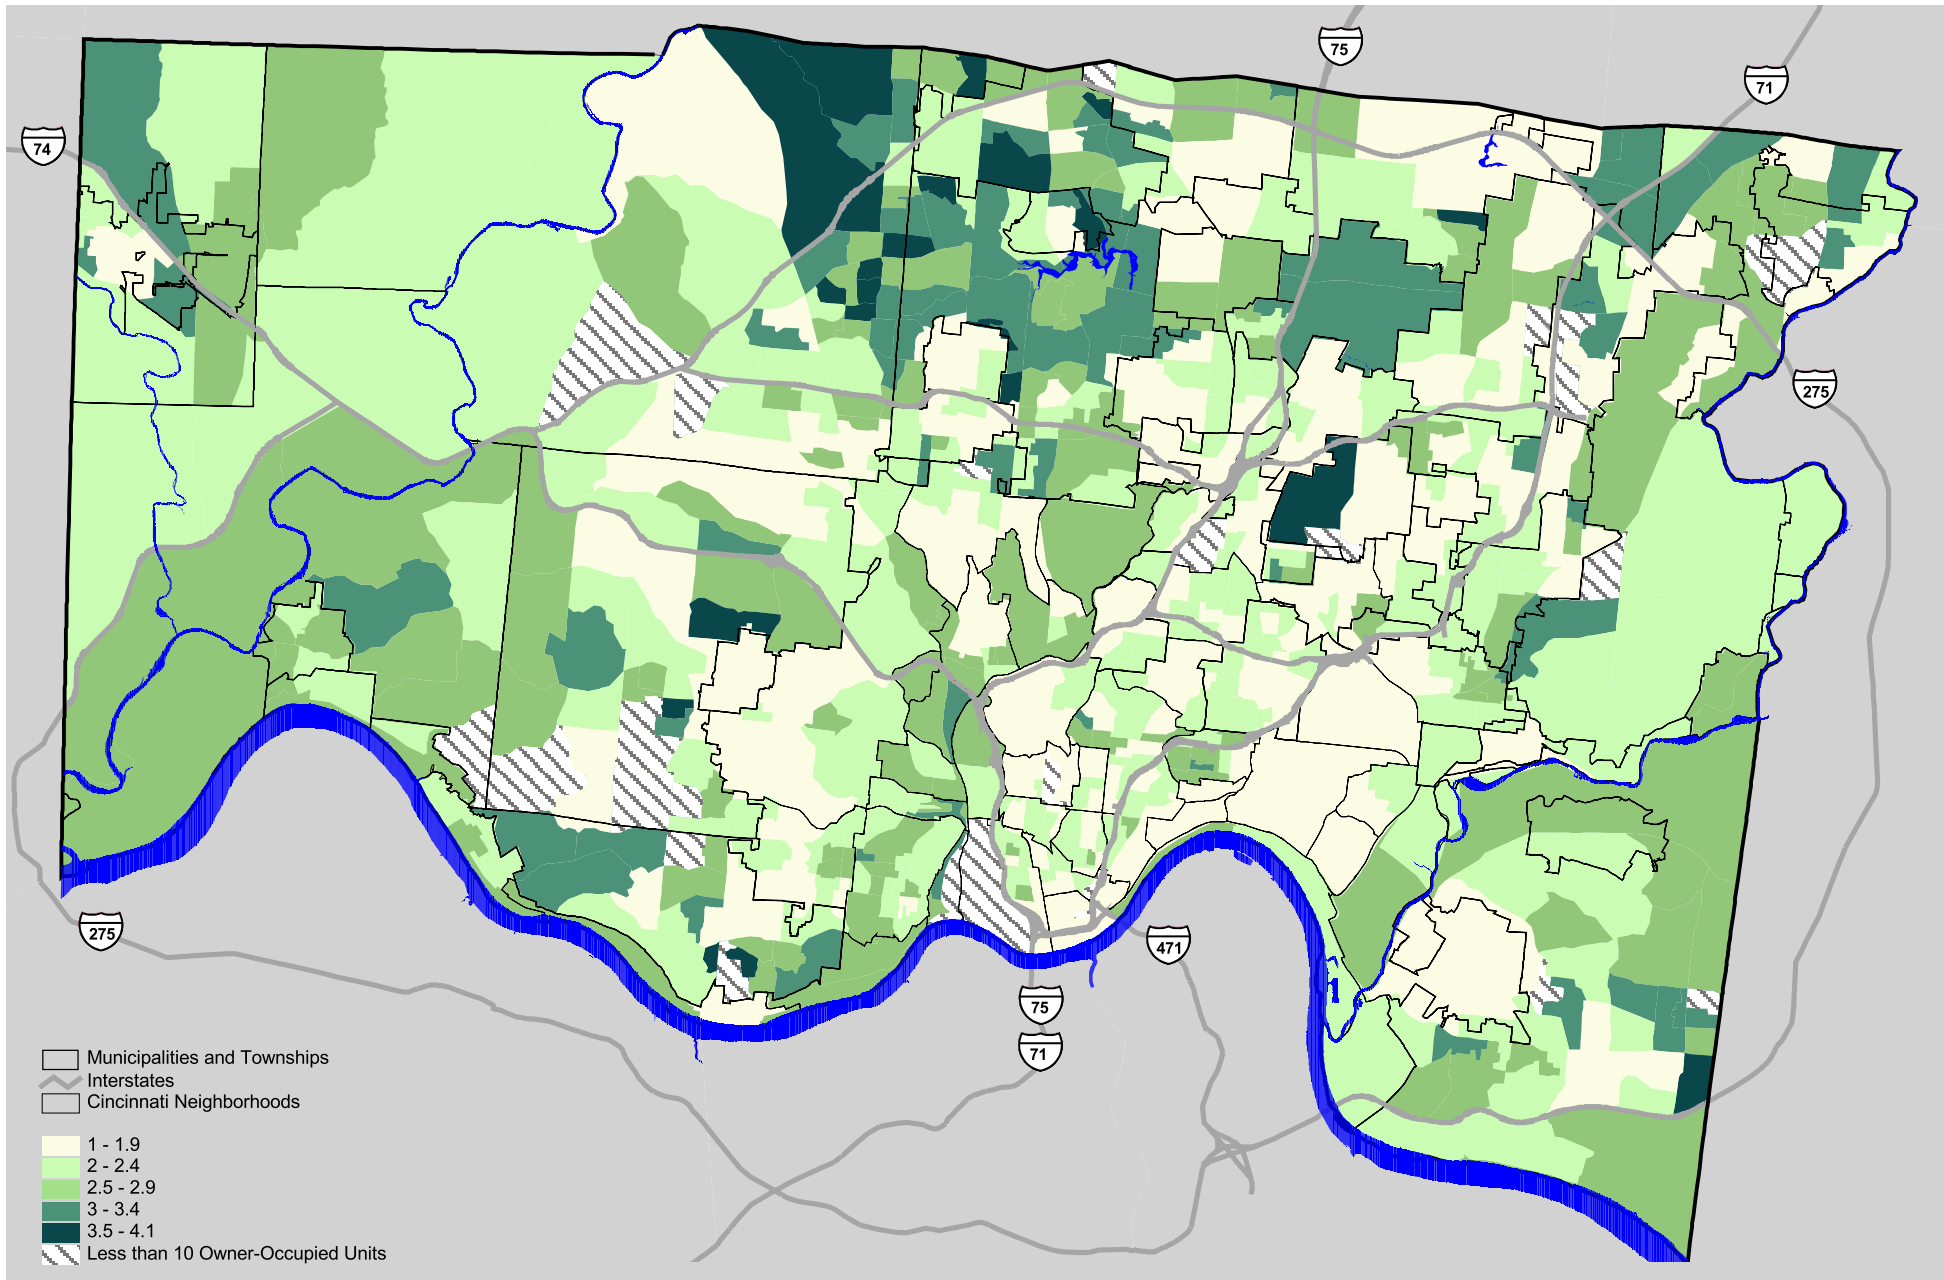 75
71
74
275
275
471
75
71
Municipalities and Townships
Interstates
Cincinnati Neighborhoods
1 - 1.9
2 - 2.4
2.5 - 2.9
3 - 3.4
3.5 - 4.1
Less than 10 Owner-Occupied Units